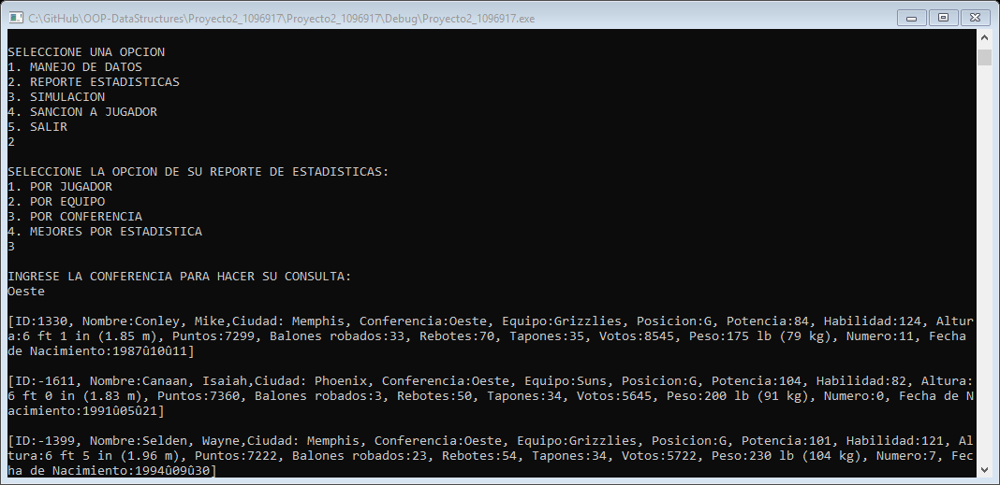 C:\GitHub\OOP-DataStructures\Proyecto2_1096917\Proyecto2_1096917\Debug\Proyecto2_1096917.exe
SELECCIONE UNA OPCION
1. MANEJO DE DATOS
2. REPORTE ESTADISTICAS
3. SIMULACION
4. SANCION A JUGADOR
5. SALIR
2
SELECCIONE LA OPCION DE SU REPORTE DE ESTADISTICAS:
1. POR JUGADOR
2. POR EQUIPO
3. POR CONFERENCIA
4. MEJORES POR ESTADISTICA
3
INGRESE LA CONFERENCIA PARA HACER SU CONSULTA:
Oeste
[ID:1330, Nombre:Conley, Mike,Ciudad: Memphis, Conferencia:Oeste, Equipo:Grizzlies, Posicion:G, Potencia:84, Habilidad:124, Altur
a:6 ft 1 in (1.85 m), Puntos:7299, Balones robados:33, Rebotes:70, Tapones:35, Votos:8545, Peso:175 lb (79 kg), Numero:11, Fecha
de Nacimiento:1987û10û11]
[ID:-1611, Nombre:Canaan, Isaiah,Ciudad: Phoenix, Conferencia:Oeste, Equipo:Suns, Posicion:G, Potencia:104, Habilidad:82, Altura:
6 ft 0 in (1.83 m), Puntos:7360, Balones robados:3, Rebotes:50, Tapones:34, Votos:5645, Peso:200 lb (91 kg), Numero:0, Fecha de N
acimiento:1991û05û21]
[ID:-1399, Nombre:Selden, Wayne,Ciudad: Memphis, Conferencia:Oeste, Equipo:Grizzlies, Posicion:G, Potencia:101, Habilidad:121, Al
tura:6 ft 5 in (1.96 m), Puntos:7222, Balones robados:23, Rebotes:54, Tapones:34, Votos:5722, Peso:230 lb (104 kg), Numero:7, Fec
ha de Nacimiento:1994û09û30]